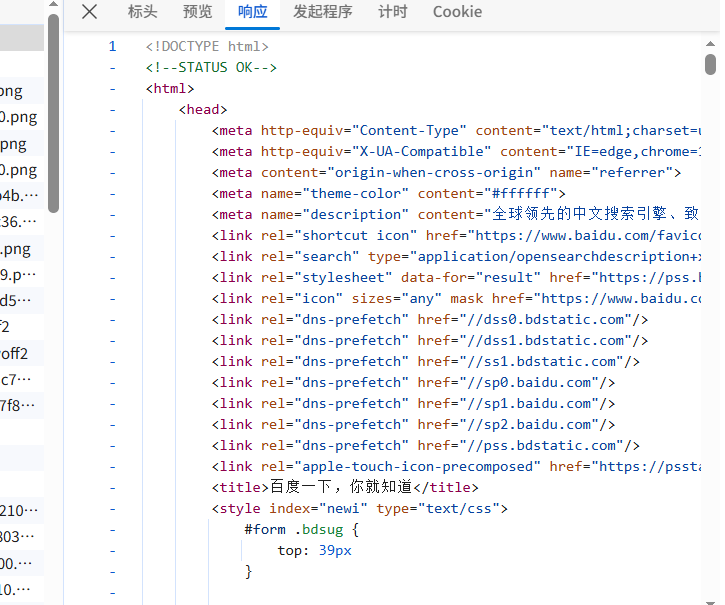 标头 预览 响应 发起程序 计时 Cookie
1 <!DOCTYPE html>
- <!--STATUS OK-->
- <html>
- <head>
- <meta http-equiv="Content-Type" content="text/html;charset=u
- <meta http-equiv="X-UA-Compatible" content="IE=edge,chrome=1
- <meta content="origin-when-cross-origin" name="referrer">
- <meta name="theme-color" content="#ffffff">
- <meta name="description" content="全球领先的中文搜索引擎、致
- <link rel="shortcut icon" href="https://www.baidu.com/favico
- <link rel="search" type="application/opensearchdescription+x
- <link rel="stylesheet" data-for="result" href="https://pss.b
- <link rel="icon" sizes="any" mask href="https://www.baidu.co
- <link rel="dns-prefetch" href="//dss0.bdstatic.com"/>
- <link rel="dns-prefetch" href="//dss1.bdstatic.com"/>
- <link rel="dns-prefetch" href="//ss1.bdstatic.com"/>
- <link rel="dns-prefetch" href="//sp0.baidu.com"/>
- <link rel="dns-prefetch" href="//sp1.baidu.com"/>
- <link rel="dns-prefetch" href="//sp2.baidu.com"/>
- <link rel="dns-prefetch" href="//pss.bdstatic.com"/>
- <link rel="apple-touch-icon-precomposed" href="https://pssta
- <title>百度一下，你就知道</title>
- <style index="newi" type="text/css">
- #form .bdsug {
- top: 39px
- }
-
png
0.png
png
0.png
b4b.…
c36.…
.png
9.p…
d5…
f2
off2
c7…
7f8…
210…
803…
00.…
10.…